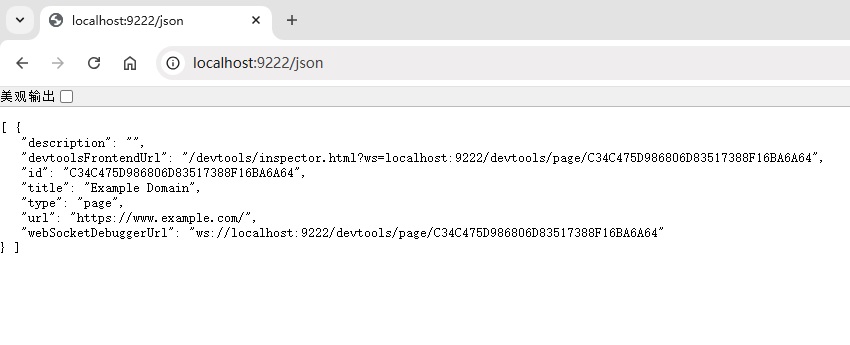 localhost:9222/json
localhost:9222/json
美观输出
[ {
   "description": "",
   "devtoolsFrontendUrl": "/devtools/inspector.html?ws=localhost:9222/devtools/page/C34C475D986806D83517388F16BA6A64",
   "id": "C34C475D986806D83517388F16BA6A64",
   "title": "Example Domain",
   "type": "page",
   "url": "https://www.example.com/",
   "webSocketDebuggerUrl": "ws://localhost:9222/devtools/page/C34C475D986806D83517388F16BA6A64"
} ]